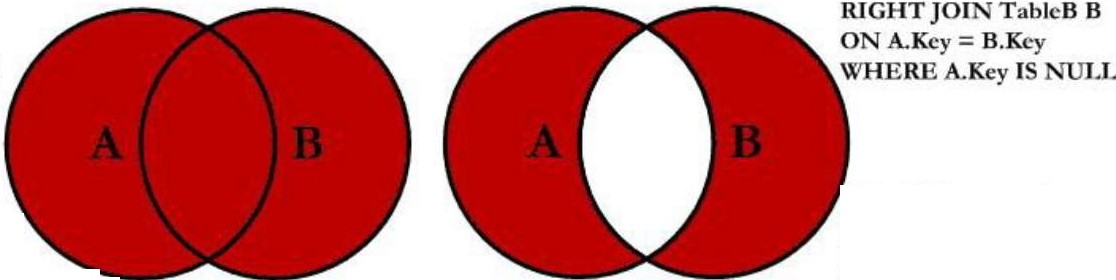 A B
A B
RIGHT JOIN TableB B
ON A.Key = B.Key
WHERE A.Key IS NULL